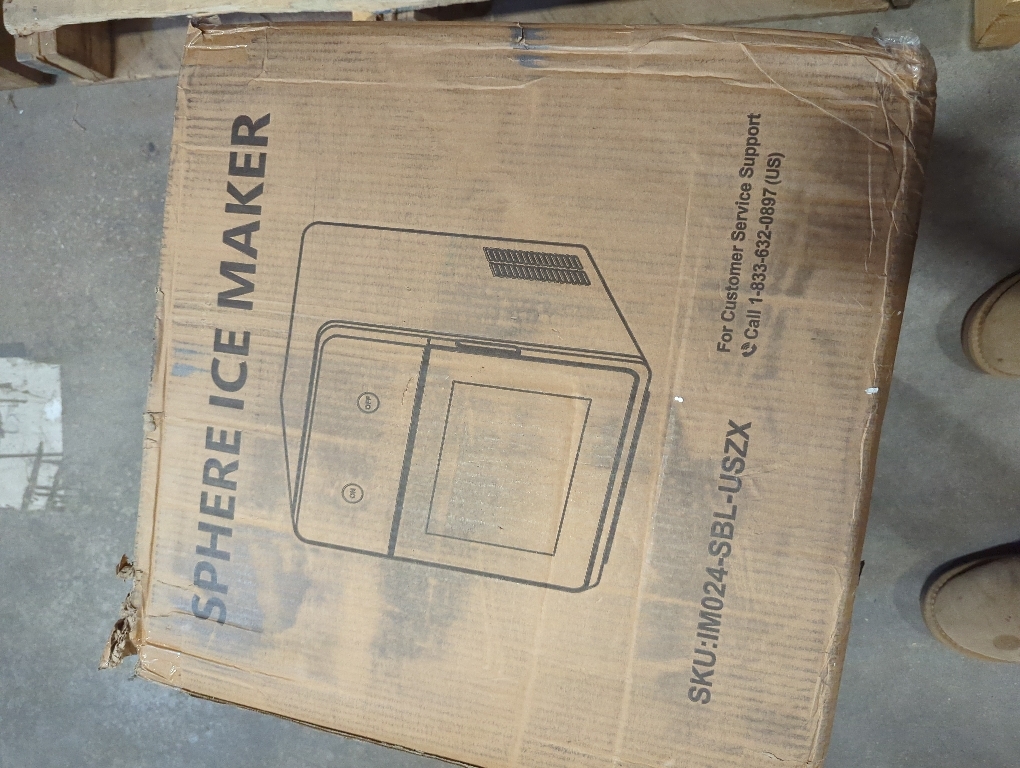 SPHERE ICE MAKER
ON
OFF
SKU:IM024-SBL-USZX
For Customer Service Support
Call 1-833-632-0897 (US)